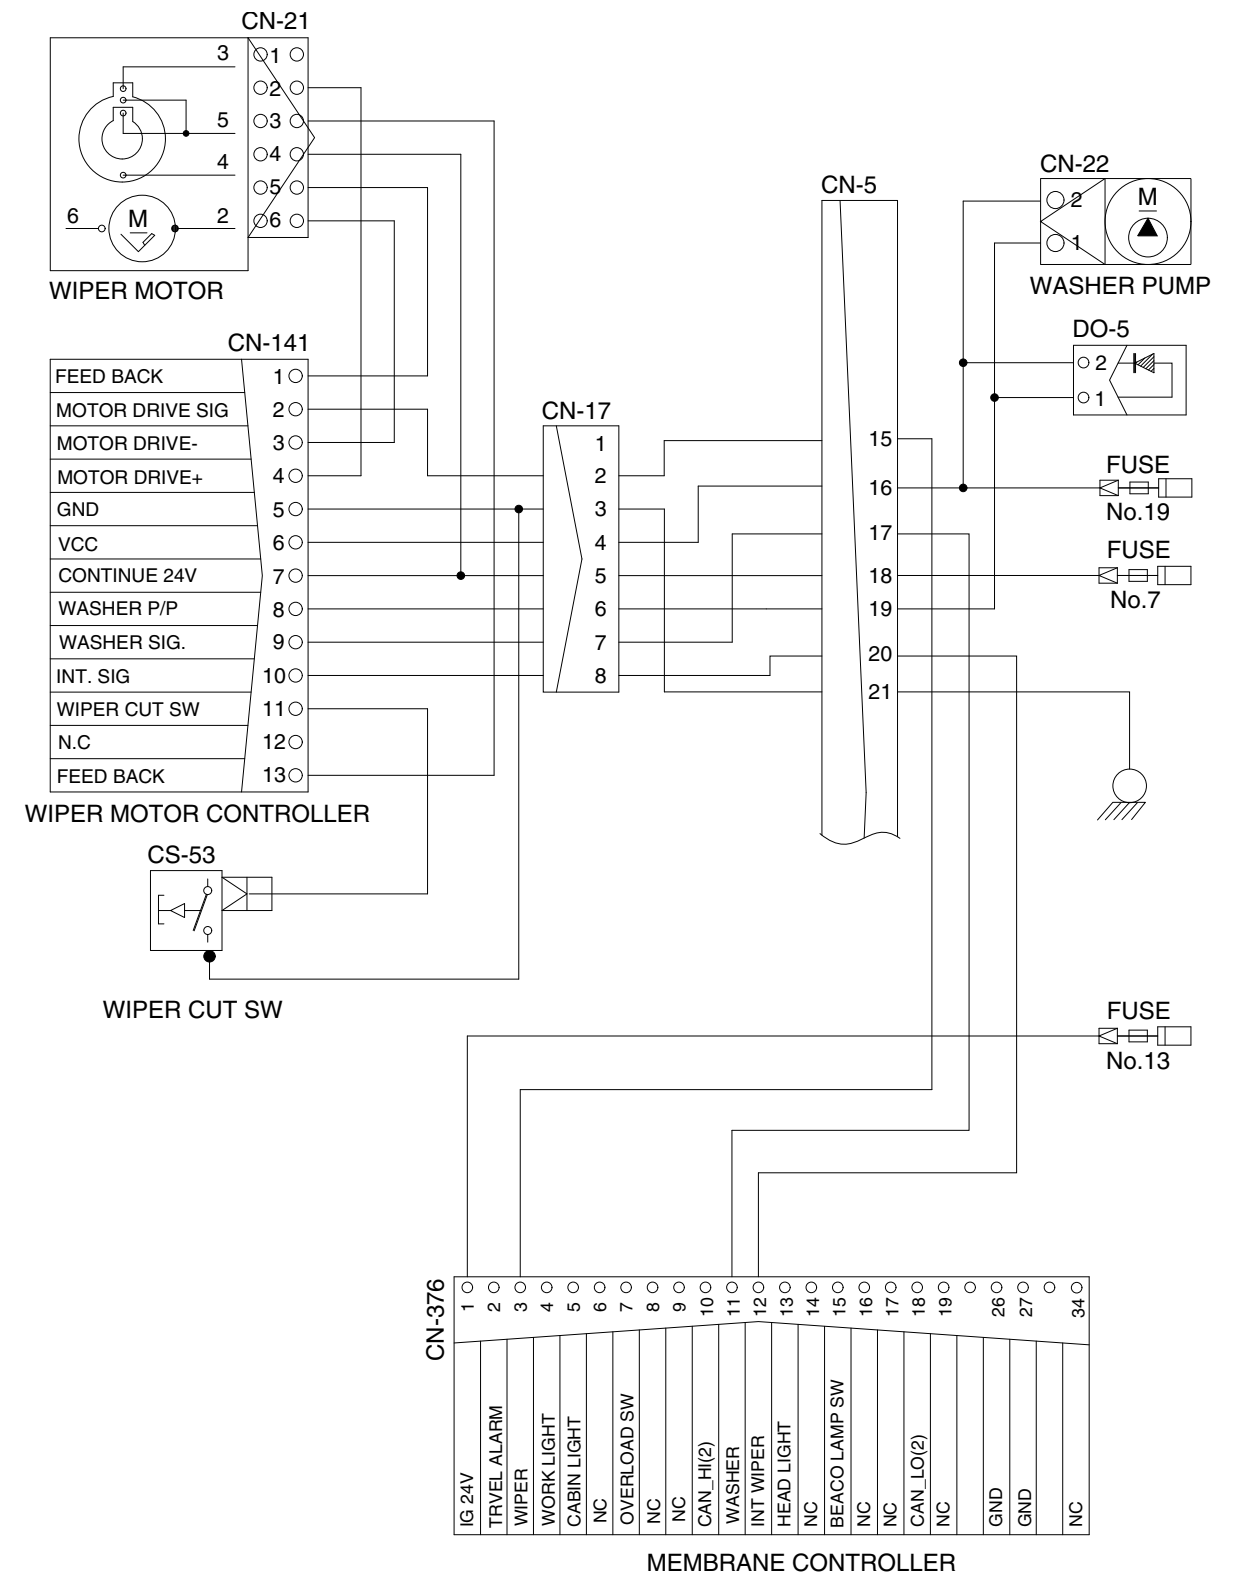 CN-21
3
5
4
6
M
2
1
2
3
4
5
6
WIPER MOTOR
CN-141
FEED BACK 1
MOTOR DRIVE SIG 2
MOTOR DRIVE- 3
MOTOR DRIVE+ 4
GND 5
VCC 6
CONTINUE 24V 7
WASHER P/P 8
WASHER SIG. 9
INT. SIG 10
WIPER CUT SW 11
N.C 12
FEED BACK 13
WIPER MOTOR CONTROLLER
CS-53
WIPER CUT SW
CN-17
1
2
3
4
5
6
7
8
CN-5
15
16
17
18
19
20
21
CN-22
2
1
M
WASHER PUMP
DO-5
2
1
FUSE
No.19
FUSE
No.7
FUSE
No.13
CN-376
1
2
3
4
5
6
7
8
9
10
11
12
13
14
15
16
17
18
19
26
27
34
IG 24V
TRVEL ALARM
WIPER
WORK LIGHT
CABIN LIGHT
NC
OVERLOAD SW
NC
NC
CAN_HI(2)
WASHER
INT WIPER
HEAD LIGHT
NC
BEACO LAMP SW
NC
NC
CAN_LO(2)
NC
GND
GND
NC
MEMBRANE CONTROLLER